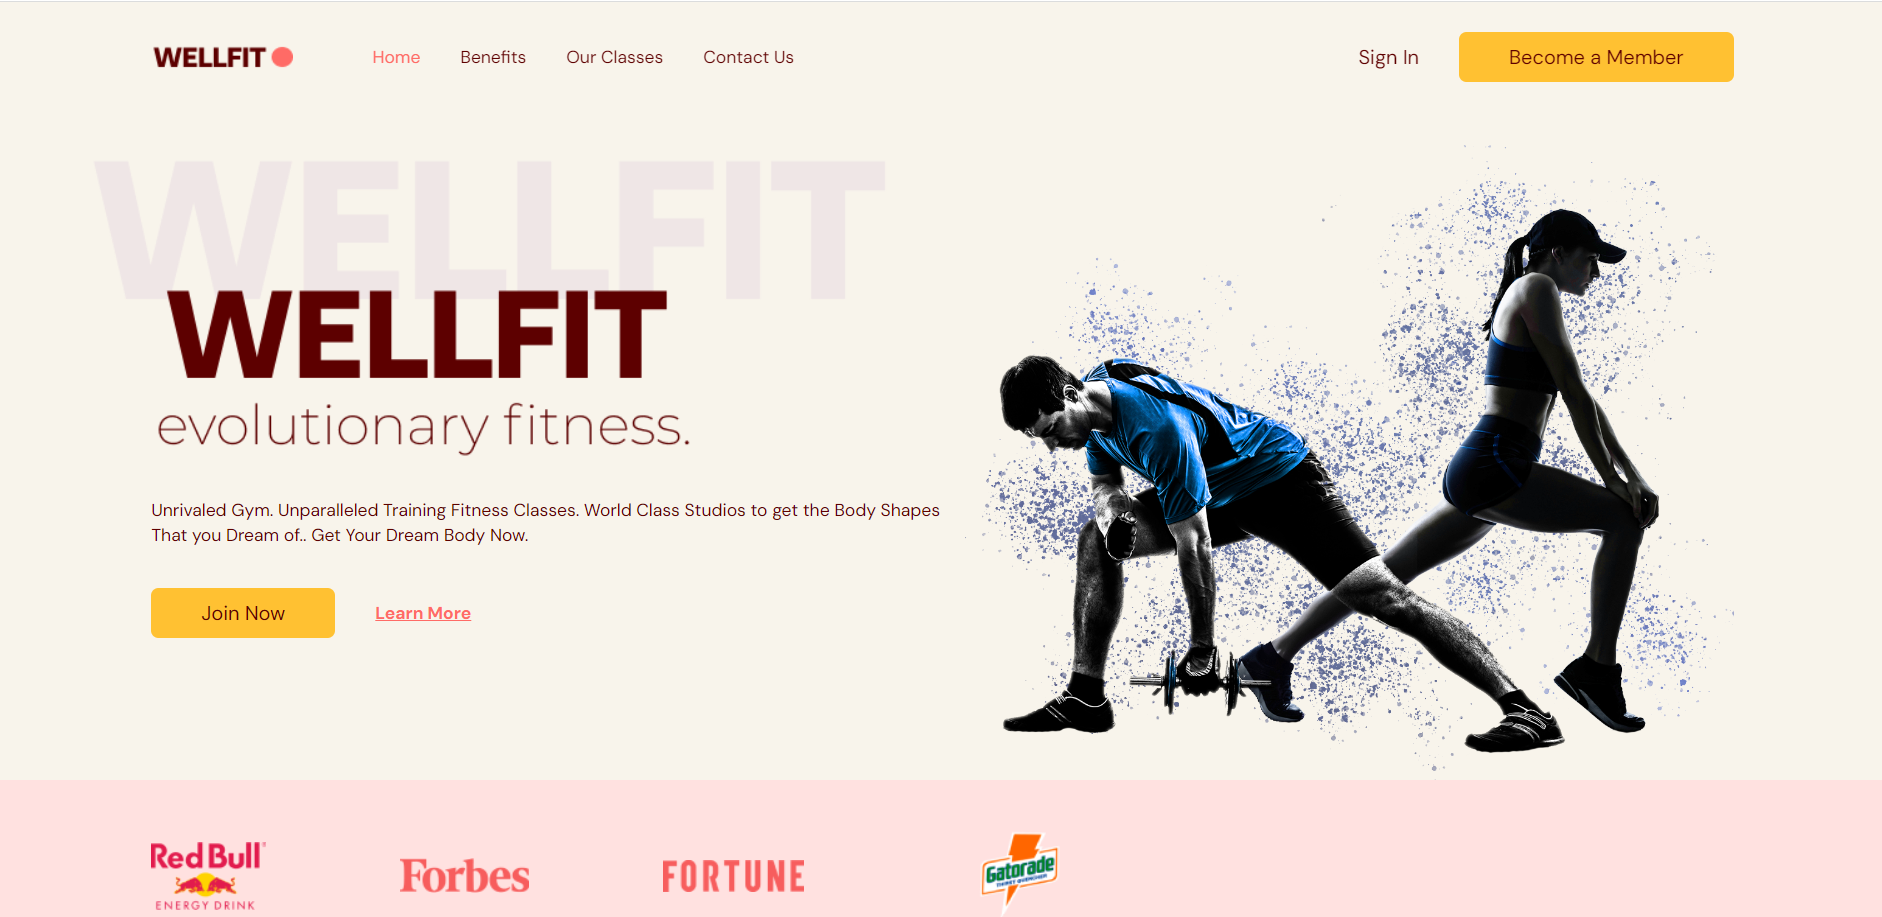 WELLFIT
Home
Benefits
Our Classes
Contact Us
Sign In
Become a Member
WELLFIT
WELLFIT
evolutionary fitness.
Unrivaled Gym. Unparalleled Training Fitness Classes. World Class Studios to get the Body Shapes
That you Dream of.. Get Your Dream Body Now.
Join Now
Learn More
Red Bull
ENERGY DRINK
Forbes
FORTUNE
Gatorade
THIRST QUENCHER